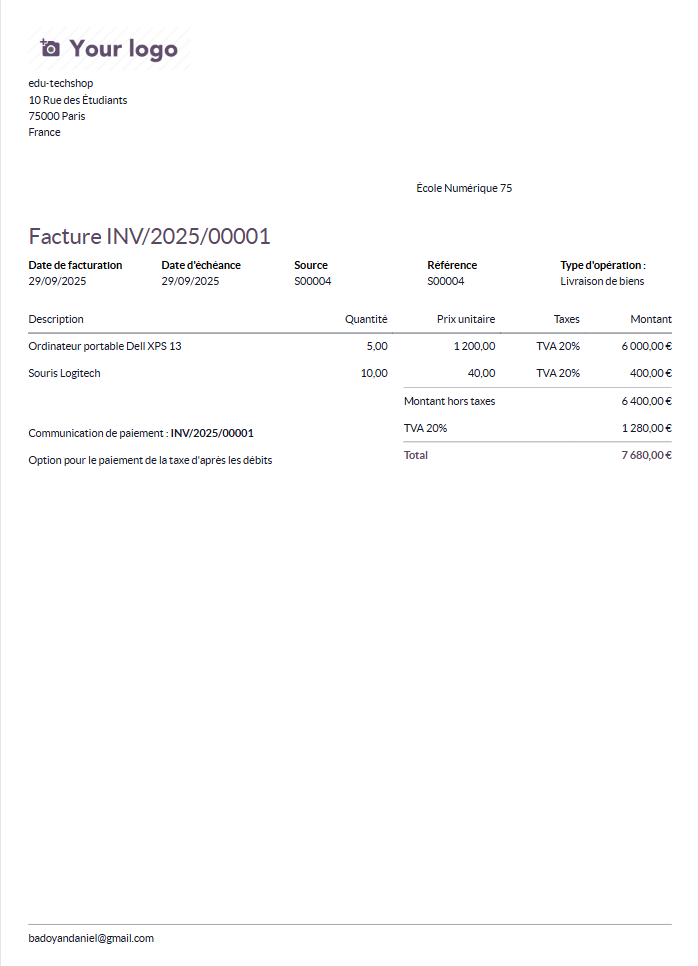 Your logo
edu-techshop
10 Rue des Étudiants
75000 Paris
France
École Numérique 75
Facture INV/2025/00001
Date de facturation Date d'échéance Source Référence Type d'opération :
29/09/2025 29/09/2025 S00004 S00004 Livraison de biens
Description Quantité Prix unitaire Taxes Montant
Ordinateur portable Dell XPS 13 5,00 1 200,00 TVA 20% 6 000,00 €
Souris Logitech 10,00 40,00 TVA 20% 400,00 €
Montant hors taxes 6 400,00 €
TVA 20% 1 280,00 €
Communication de paiement : INV/2025/00001
Total 7 680,00 €
Option pour le paiement de la taxe d'après les débits
badoyandaniel@gmail.com